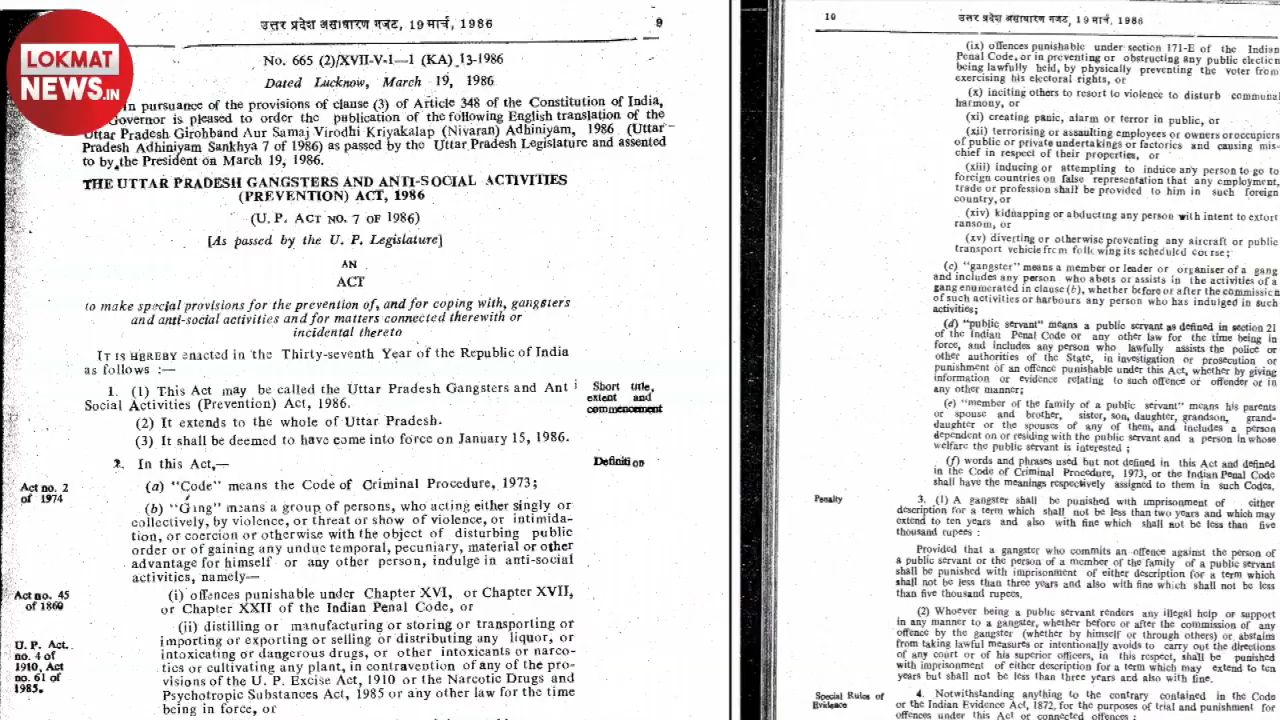 LOKMAT
NEWS.IN
उत्तर प्रदेश असाधारण गजट, 19 मार्च, 1986
9
No. 665 (2)/XVII-V-1—1 (KA) 13-1986
Dated Lucknow, March 19, 1986
In pursuance of the provisions of clause (3) of Article 348 of the Constitution of India,
Governor is pleased to order the publication of the following English translation of the
Uttar Pradesh Girohband Aur Samaj Virodhi Kriyakalap (Nivaran) Adhiniyam, 1986 (Uttar
Pradesh Adhiniyam Sankhya 7 of 1986) as passed by the Uttar Pradesh Legislature and assented
to by the President on March 19, 1986.
THE UTTAR PRADESH GANGSTERS AND ANTI-SOCIAL ACTIVITIES
(PREVENTION) ACT, 1986
(U. P. ACT NO. 7 OF 1986)
[As passed by the U. P. Legislature]
AN
ACT
to make special provisions for the prevention of, and for coping with, gangsters
and anti-social activities and for matters connected therewith or
incidental thereto
IT IS HEREBY enacted in the Thirty-seventh Year of the Republic of India
as follows :—
1. (1) This Act may be called the Uttar Pradesh Gangsters and Anti
Social Activities (Prevention) Act, 1986.
Short title,
extent and
commencement
(2) It extends to the whole of Uttar Pradesh.
(3) It shall be deemed to have come into force on January 15, 1986.
2. In this Act,—
Definition
Act no. 2
of 1974
(a) “Code” means the Code of Criminal Procedure, 1973;
(b) “Gang” means a group of persons, who acting either singly or
collectively, by violence, or threat or show of violence, or intimida-
tion, or coercion or otherwise with the object of disturbing public
order or of gaining any undue temporal, pecuniary, material or other
advantage for himself or any other person, indulge in anti-social
activities, namely—
Act no. 45
of 1860
(i) offences punishable under Chapter XVI, or Chapter XVII,
or Chapter XXII of the Indian Penal Code, or
U. P. Act.
no. 4 of
1910, Act
no. 61 of
1985.
(ii) distilling or manufacturing or storing or transporting or
importing or exporting or selling or distributing any liquor, or
intoxicating or dangerous drugs, or other intoxicants or narco-
tics or cultivating any plant, in contravention of any of the pro-
visions of the U. P. Excise Act, 1910 or the Narcotic Drugs and
Psychotropic Substances Act, 1985 or any other law for the time
being in force, or
10
उत्तर प्रदेश असाधारण गजट, 19 मार्च, 1986
(ix) offences punishable under section 171-E of the Indian
Penal Code, or in preventing or obstructing any public election
being lawfully held, by physically preventing the voter from
exercising his electoral rights, or
(x) inciting others to resort to violence to disturb communal
harmony, or
(xi) creating panic, alarm or terror in public, or
(xii) terrorising or assaulting employees or owners or occupiers
of public or private undertakings or factories and causing mis-
chief in respect of their properties, or
(xiii) inducing or attempting to induce any person to go to
foreign countries on false representation that any employment,
trade or profession shall be provided to him in such foreign
country, or
(xiv) kidnapping or abducting any person with intent to extort
ransom, or
(xv) diverting or otherwise preventing any aircraft or public
transport vehicle from following its scheduled course;
(c) “gangster” means a member or leader or organiser of a gang
and includes any person who abets or assists in the activities of a
gang enumerated in clause (b), whether before or after the commission
of such activities or harbours any person who has indulged in such
activities;
(d) “public servant” means a public servant as defined in section 21
of the Indian Penal Code or any other law for the time being in
force, and includes any person who lawfully assists the police or
other authorities of the State, in investigation or prosecution or
punishment of an offence punishable under this Act, whether by giving
information or evidence relating to such offence or offender or in
any other manner;
(e) “member of the family of a public servant” means his parents
or spouse and brother, sister, son, daughter, grandson, grand-
daughter or the spouses of any of them, and includes a person
dependent on or residing with the public servant and a person in whose
welfare the public servant is interested ;
(f) words and phrases used but not defined in this Act and defined
in the Code of Criminal Procedure, 1973, or the Indian Penal Code
shall have the meanings respectively assigned to them in such Codes.
Penalty
3. (1) A gangster shall be punished with imprisonment of either
description for a term which shall not be less than two years and which may
extend to ten years and also with fine which shall not be less than five
thousand rupees :
Provided that a gangster who commits an offence against the person of
a public servant or the person of a member of the family of a public servant
shall be punished with imprisonment of either description for a term which
shall not be less than three years and also with fine which shall not be less
than five thousand rupees.
(2) Whoever being a public servant renders any illegal help or support
in any manner to a gangster, whether before or after the commission of any
offence by the gangster (whether by himself or through others) or abstains
from taking lawful measures or intentionally avoids to carry out the directions
of any court or of his superior officers, in this respect, shall be punished
with imprisonment of either description for a term which may extend to ten
years but shall not be less than three years and also with fine.
Special Rules of
Evidence
4. Notwithstanding anything to the contrary contained in the Code
or the Indian Evidence Act, 1872, for the purposes of trial and punishment for
offences under this Act or connected offences :